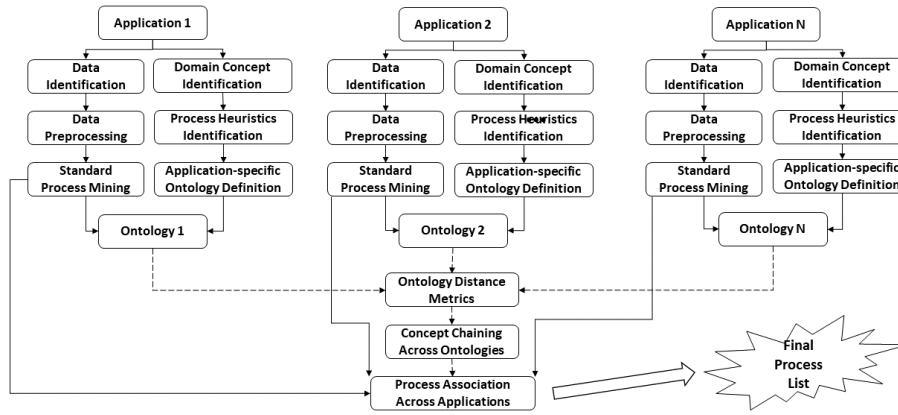 Application 1
Application 2
Application N
Data
Identification
Domain Concept
Identification
Data
Identification
Domain Concept
Identification
Data
Identification
Domain Concept
Identification
Data
Preprocessing
Process Heuristics
Identification
Data
Preprocessing
Process Heuristics
Identification
Data
Preprocessing
Process Heuristics
Identification
Standard
Process Mining
Application-specific
Ontology Definition
Standard
Process Mining
Application-specific
Ontology Definition
Standard
Process Mining
Application-specific
Ontology Definition
Ontology 1
Ontology 2
Ontology N
Ontology Distance
Metrics
Concept Chaining
Across Ontologies
Process Association
Across Applications
Final
Process
List